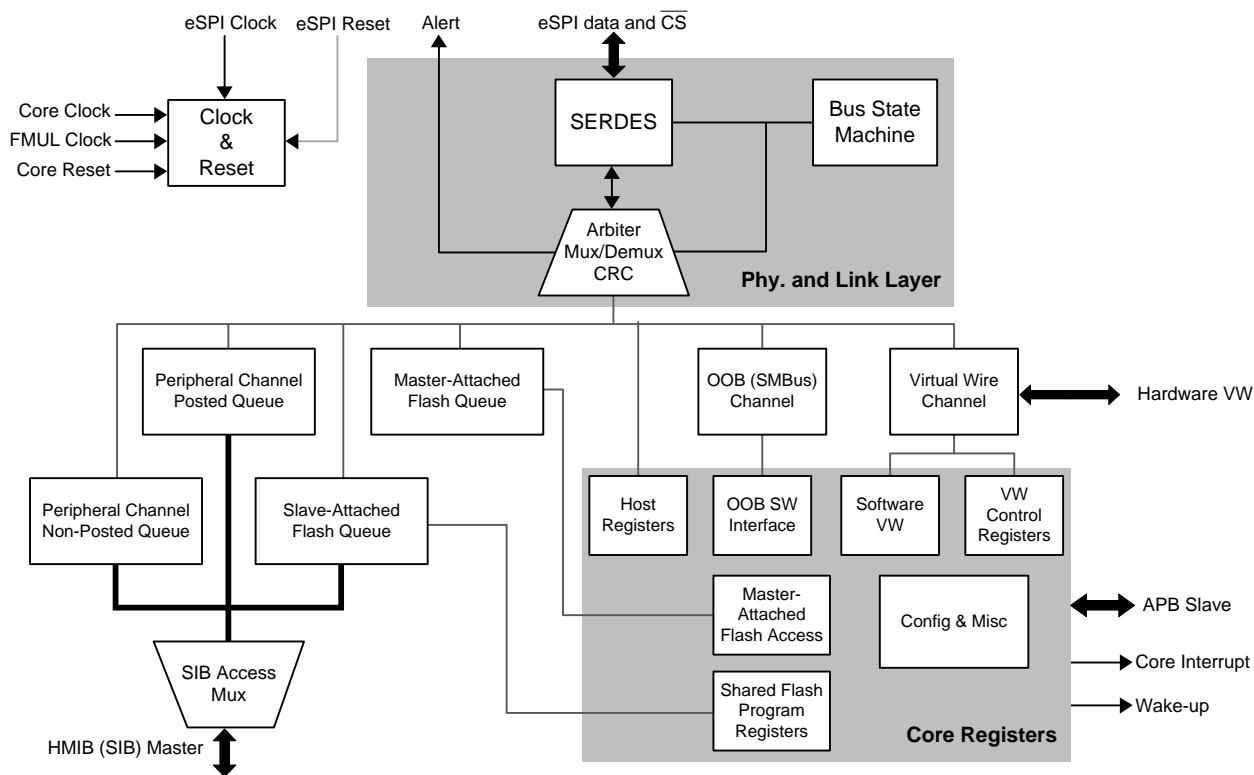 eSPI Clock
eSPI Reset
Alert
eSPI data and CS
Core Clock
FMUL Clock
Core Reset
Clock
&
Reset
SERDES
Bus State
Machine
Arbiter
Mux/Demux
CRC
Phy. and Link Layer
Peripheral Channel
Posted Queue
Master-Attached
Flash Queue
OOB (SMBus)
Channel
Virtual Wire
Channel
Hardware VW
Peripheral Channel
Non-Posted Queue
Slave-Attached
Flash Queue
Host
Registers
OOB SW
Interface
Software
VW
VW
Control
Registers
Master-
Attached
Flash Access
Config & Misc
APB Slave
Core Interrupt
Wake-up
SIB Access
Mux
Shared Flash
Program
Registers
Core Registers
HMIB (SIB) Master